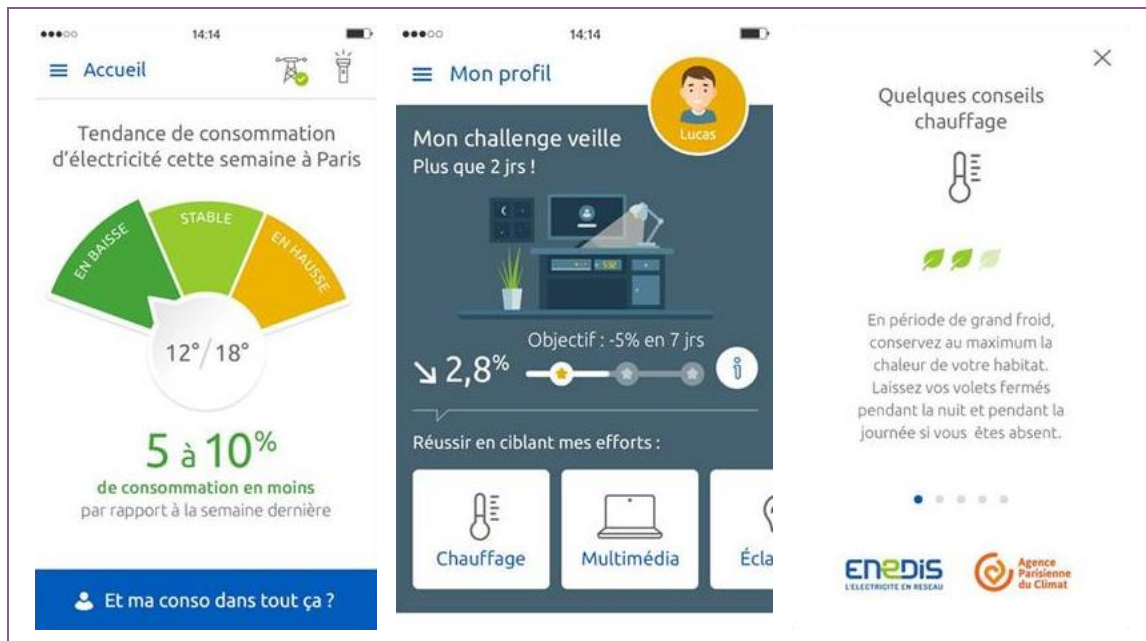 14:14
Accueil
Tendance de consommation
d'électricité cette semaine à Paris
EN BAISSE
STABLE
EN HAUSSE
12°/18°
5 à 10%
de consommation en moins
par rapport à la semaine dernière
Et ma conso dans tout ça ?
14:14
Mon profil
Lucas
Mon challenge veille
Plus que 2 jrs !
Objectif : -5% en 7 jrs
2,8%
Réussir en ciblant mes efforts :
Chauffage
Multimédia
Écla
Quelques conseils
chauffage
En période de grand froid,
conservez au maximum la
chaleur de votre habitat.
Laissez vos volets fermés
pendant la nuit et pendant la
journée si vous êtes absent.
ENEDIS
L'ELECTRICITE EN RESEAU
Agence
Parisienne
du Climat